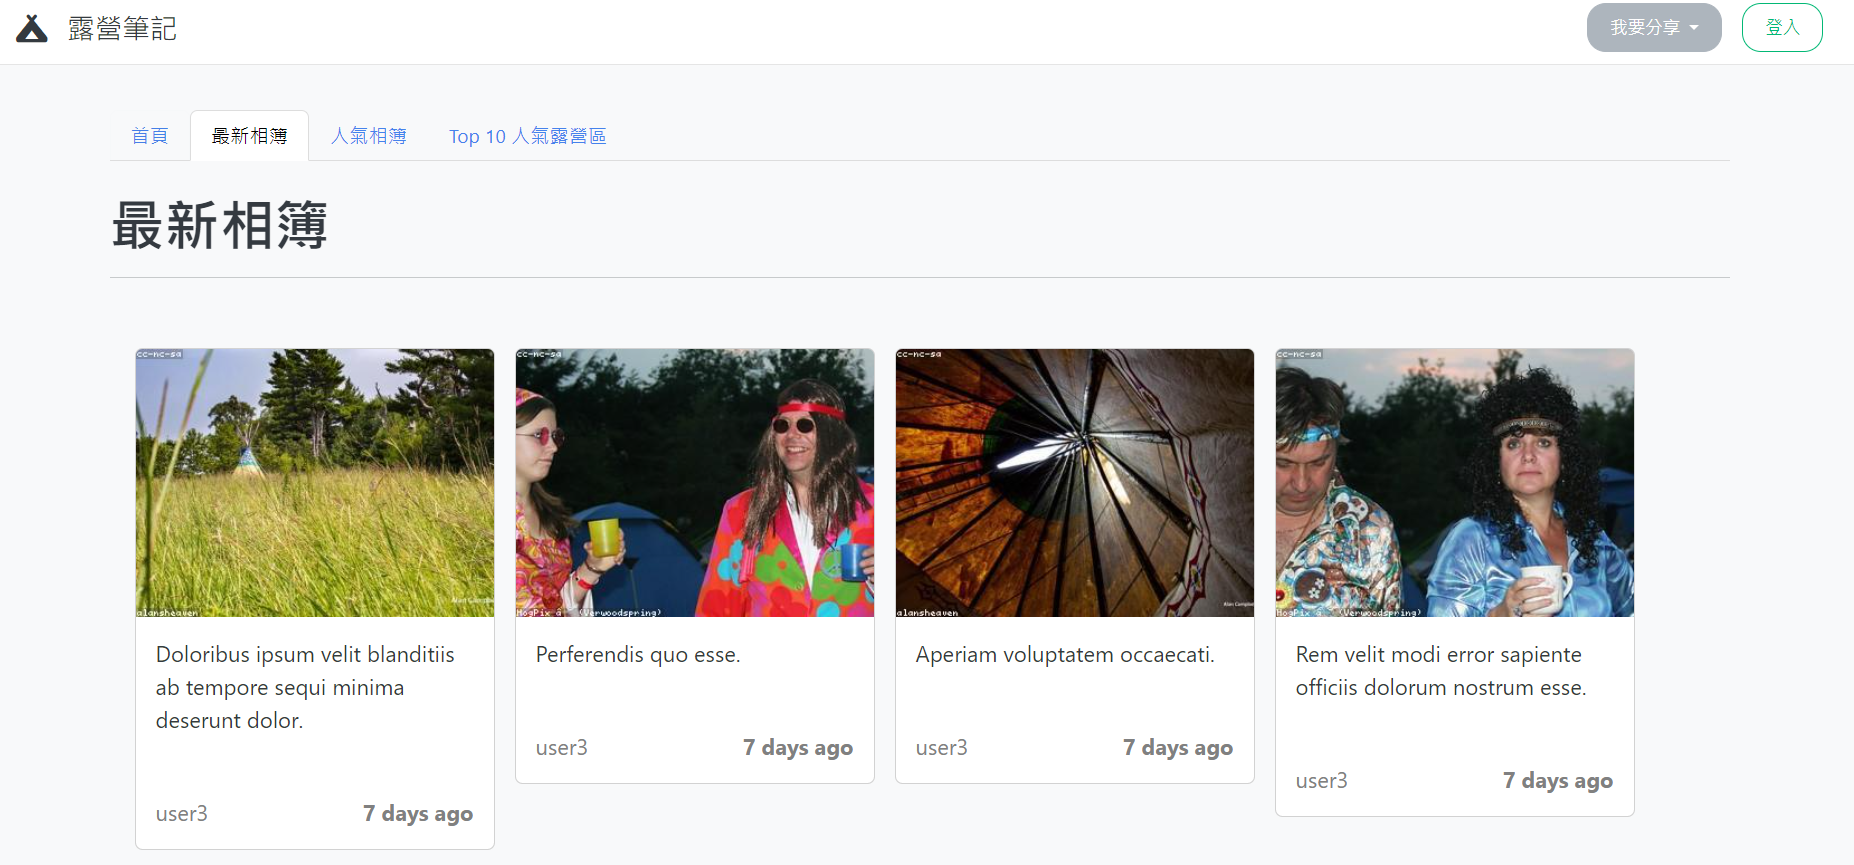 露營筆記
我要分享
登入
首頁
最新相簿
人氣相簿
Top 10 人氣露營區
最新相簿
cc-nc-sa
alansheaven
Doloribus ipsum velit blanditiis
ab tempore sequi minima
deserunt dolor.
user3
7 days ago
cc-nc-sa
(Verwoodspring)
Perferendis quo esse.
user3
7 days ago
cc-nc-sa
alansheaven
Aperiam voluptatem occaecati.
user3
7 days ago
cc-nc-sa
(Verwoodspring)
Rem velit modi error sapiente
officiis dolorum nostrum esse.
user3
7 days ago